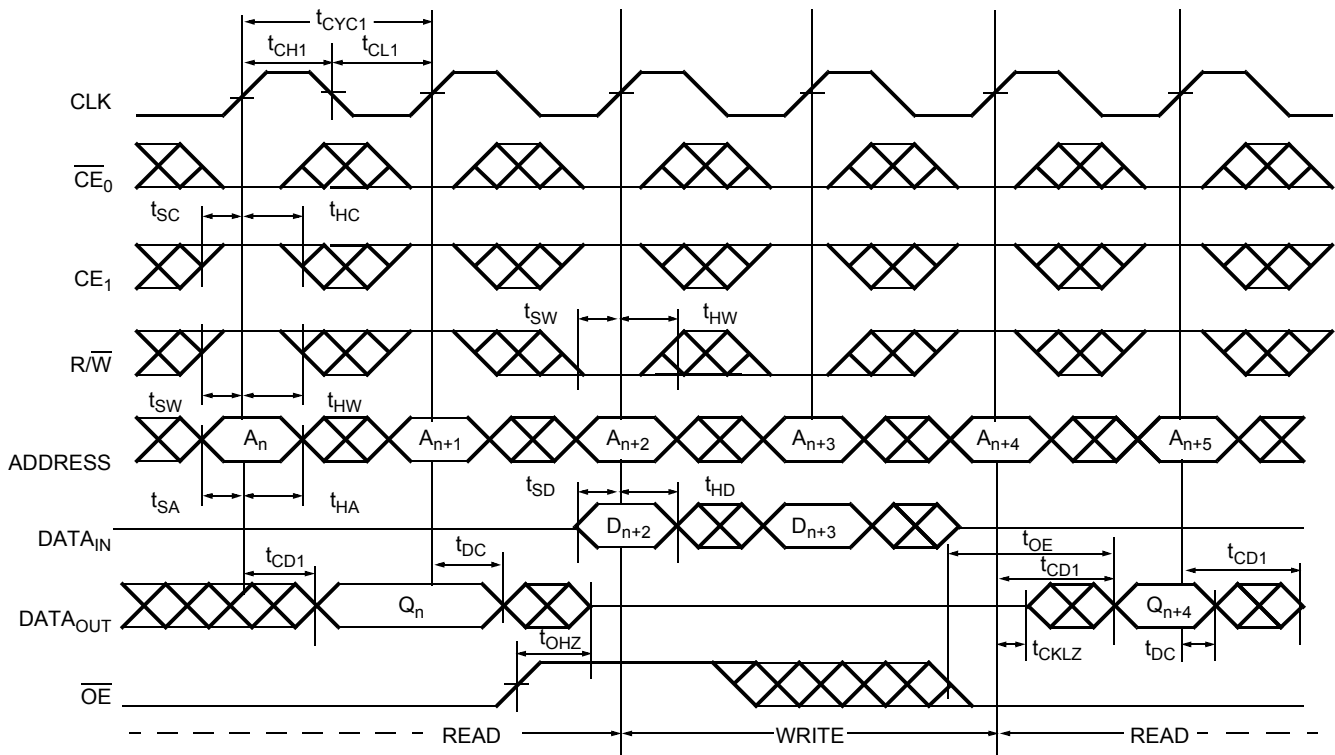 tCYC1
tCH1 tCL1
CLK
CE0
tSC tHC
CE1
tSW tHW
R/W
tSW tHW
An An+1 An+2 An+3 An+4 An+5
ADDRESS
tSA tHA tSD tHD
DATAIN Dn+2 Dn+3
tOE
tCD1 tDC tCD1 tCD1
DATAOUT Qn Qn+4
tOHZ tCKLZ tDC
OE
READ WRITE READ